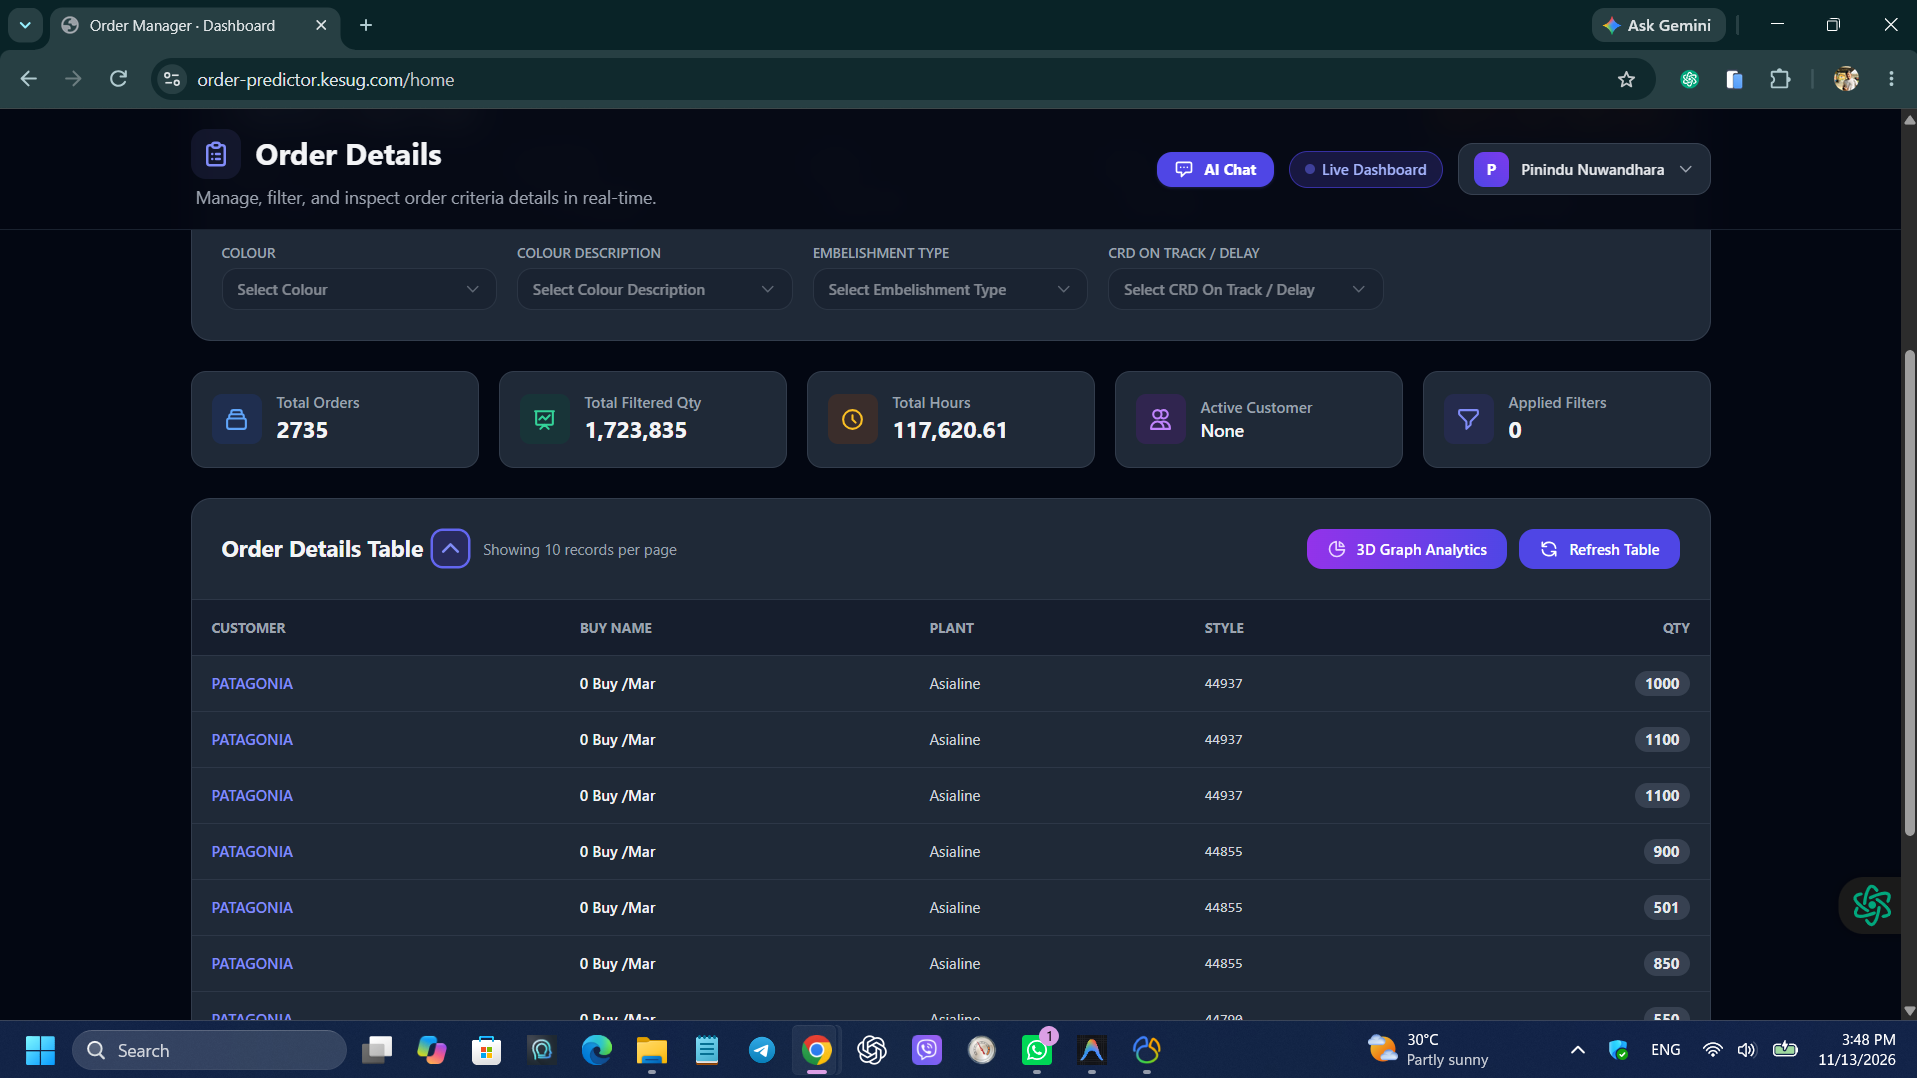 Order Manager · Dashboard
Ask Gemini
order-predictor.kesug.com/home
Order Details
Manage, filter, and inspect order criteria details in real-time.
AI Chat
Live Dashboard
P
Pinindu Nuwandhara
COLOUR
COLOUR DESCRIPTION
EMBELISHMENT TYPE
CRD ON TRACK / DELAY
Select Colour
Select Colour Description
Select Embelishment Type
Select CRD On Track / Delay
Total Orders
2735
Total Filtered Qty
1,723,835
Total Hours
117,620.61
Active Customer
None
Applied Filters
0
Order Details Table
Showing 10 records per page
3D Graph Analytics
Refresh Table
CUSTOMER BUY NAME PLANT STYLE QTY
PATAGONIA 0 Buy /Mar Asialine 44937 1000
PATAGONIA 0 Buy /Mar Asialine 44937 1100
PATAGONIA 0 Buy /Mar Asialine 44937 1100
PATAGONIA 0 Buy /Mar Asialine 44855 900
PATAGONIA 0 Buy /Mar Asialine 44855 501
PATAGONIA 0 Buy /Mar Asialine 44855 850
PATAGONIA 0 Buy /Mar Asialine 44790 550
Search
1
30°C
Partly sunny
ENG
3:48 PM
11/13/2026